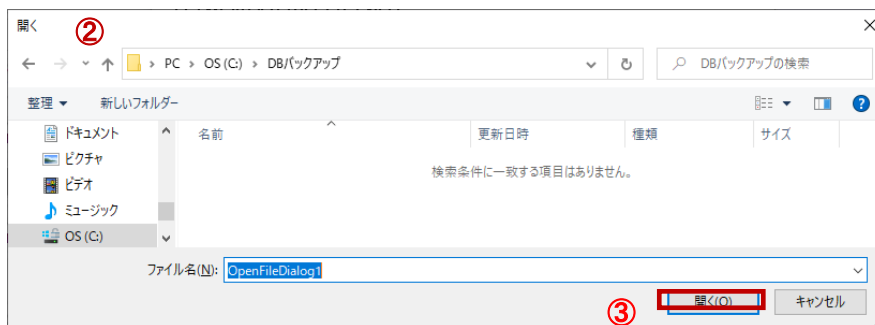 開く
②
PC › OS (C:) › DBバックアップ
DBバックアップの検索
整理 新しいフォルダー
ドキュメント
ピクチャ
ビデオ
ミュージック
OS (C:)
名前 更新日時 種類 サイズ
検索条件に一致する項目はありません。
ファイル名(N): OpenFileDialog1
開く(O) キャンセル
③